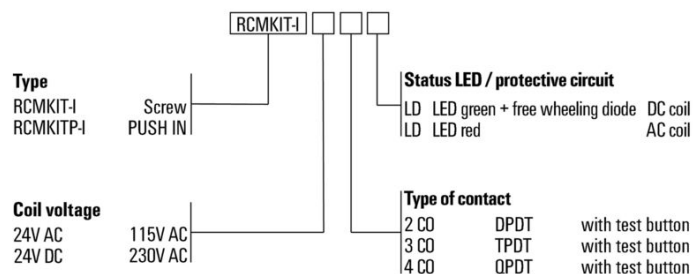 RCMKIT-I
Type
RCMKIT-I Screw
RCMKITP-I PUSH IN
Status LED / protective circuit
LD LED green + free wheeling diode DC coil
LD LED red AC coil
Coil voltage
24V AC 115V AC
24V DC 230V AC
Type of contact
2 CO DPDT with test button
3 CO TPDT with test button
4 CO QPDT with test button